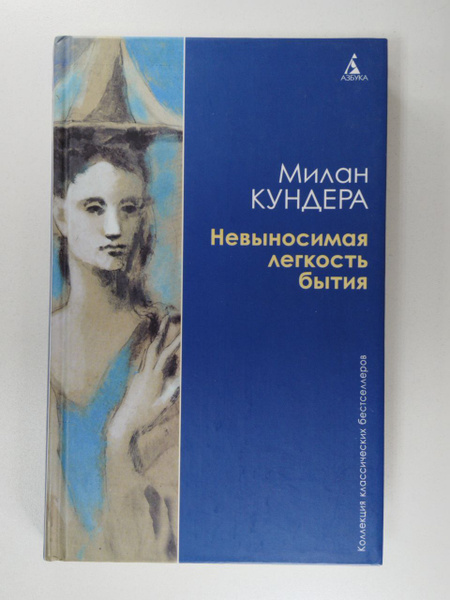 АЗБУКА
Милан
КУНДЕРА
Невыносимая
легкость
бытия
Коллекция классических бестселлеров